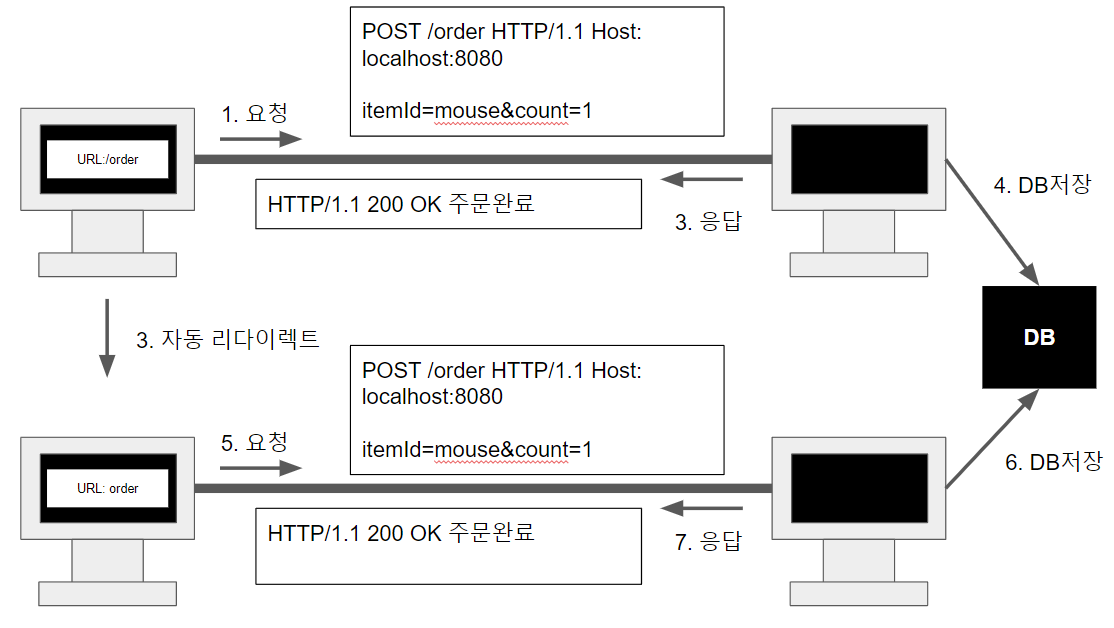 POST /order HTTP/1.1 Host:
localhost:8080
itemId=mouse&count=1
1. 요청
URL:/order
HTTP/1.1 200 OK 주문완료
3. 응답
4. DB저장
DB
3. 자동 리다이렉트
POST /order HTTP/1.1 Host:
localhost:8080
itemId=mouse&count=1
5. 요청
URL: order
HTTP/1.1 200 OK 주문완료
7. 응답
6. DB저장